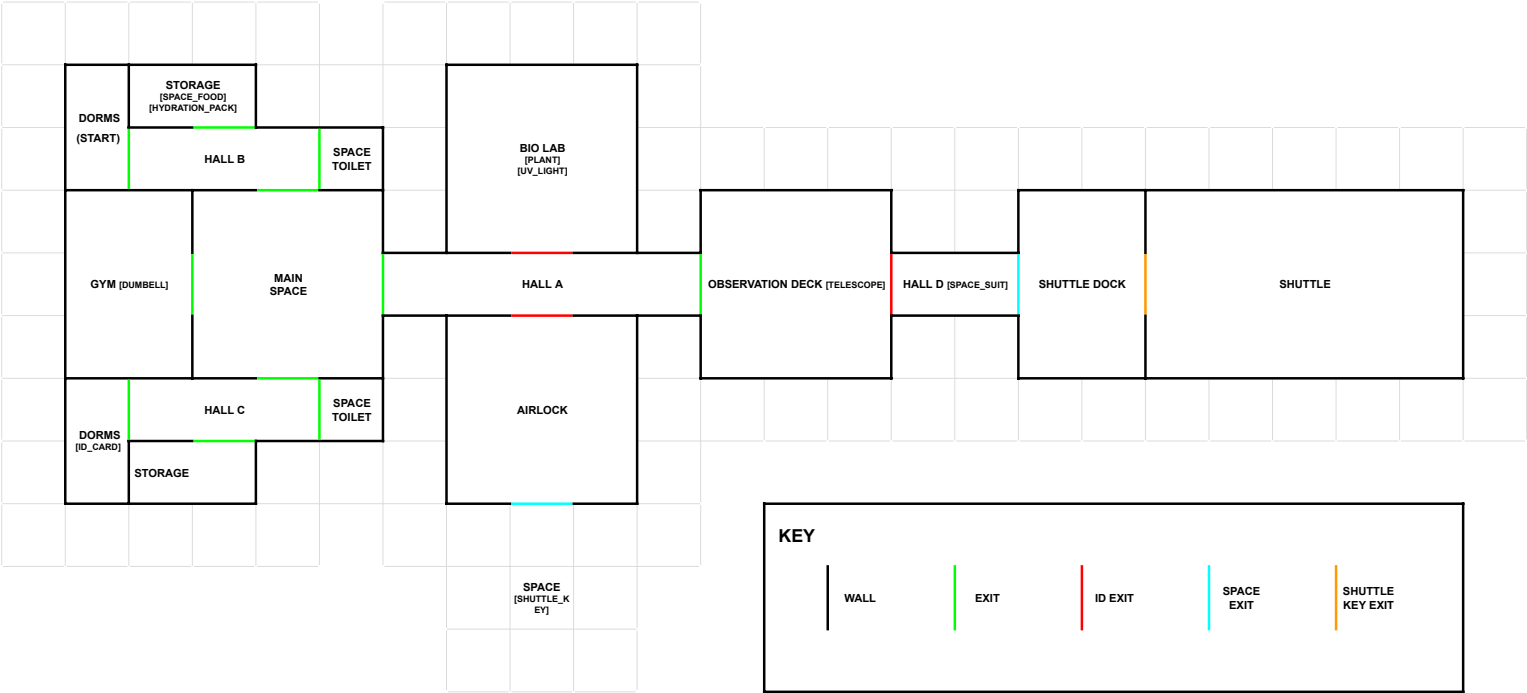 STORAGE
[SPACE_FOOD]
[HYDRATION_PACK]
DORMS
(START)
HALL B
SPACE
TOILET
BIO LAB
[PLANT]
[UV_LIGHT]
GYM [DUMBELL]
MAIN
SPACE
HALL A
OBSERVATION DECK [TELESCOPE]
HALL D [SPACE_SUIT]
SHUTTLE DOCK
SHUTTLE
HALL C
SPACE
TOILET
AIRLOCK
DORMS
[ID_CARD]
STORAGE
SPACE
[SHUTTLE_K
EY]
KEY
WALL
EXIT
ID EXIT
SPACE
EXIT
SHUTTLE
KEY EXIT